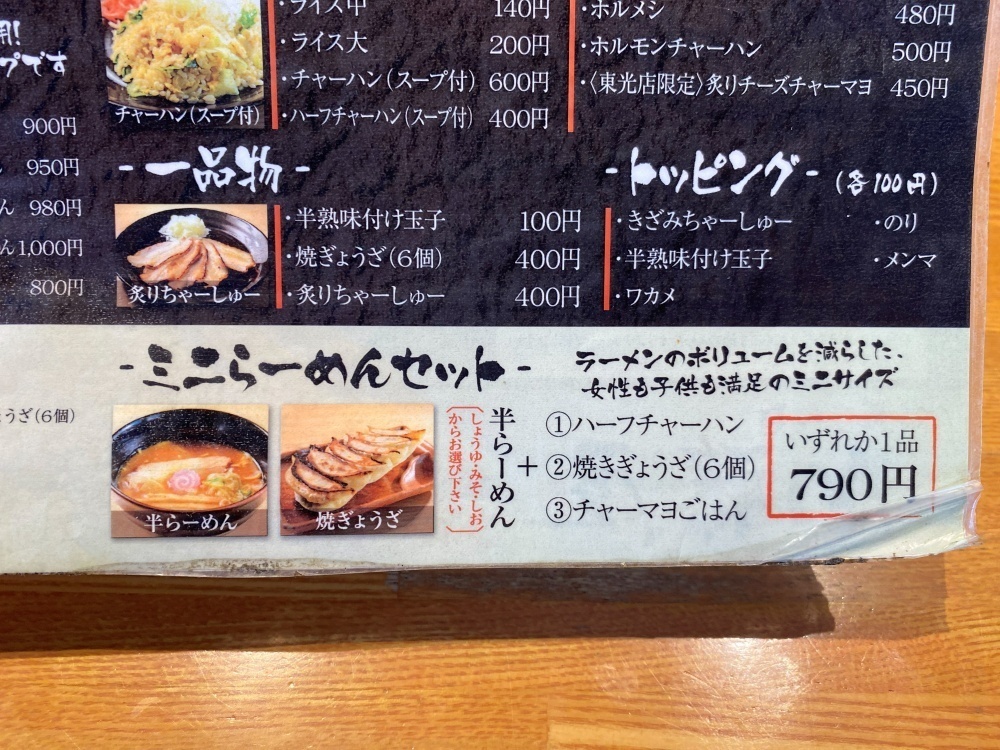 プです
900円
950円
ん 980円
ん1,000円
800円
チャーハン(スープ付)
・ライス中 140円
・ライス大 200円
・チャーハン(スープ付) 600円
・ハーフチャーハン(スープ付) 400円
・ホルメシ 480円
・ホルモンチャーハン 500円
・〈東光店限定〉炙りチーズチャーマヨ 450円
-一品物-
炙りちゃーしゅー
・半熟味付け玉子 100円
・焼ぎょうざ(6個) 400円
・炙りちゃーしゅー 400円
-トッピング- (各100円)
・きざみちゃーしゅー ・のり
・半熟味付け玉子 ・メンマ
・ワカメ
うざ(6個)
-ミニらーめんセット-
ラーメンのボリュームを減らした、
女性も子供も満足のミニサイズ
半らーめん
焼ぎょうざ
(しょうゆ・みそ・しお
からお選び下さい)
半らーめん
+
①ハーフチャーハン
②焼きぎょうざ(6個)
③チャーマヨごはん
いずれか1品
790円